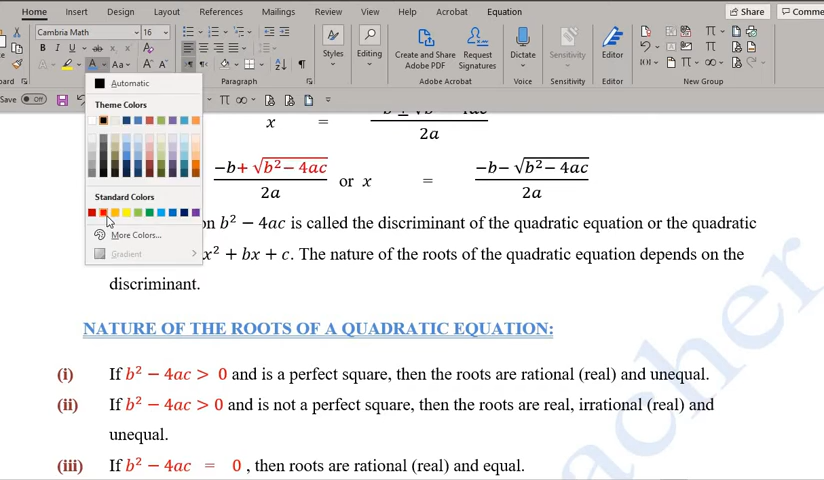 Home Insert Design Layout References Mailings Review View Help Acrobat Equation Share Comme
Cambria Math 16
B I U ab Aa A A
Styles Editing Create and Share Adobe PDF Request Signatures Dictate Sensitivity Editor
Paragraph Adobe Acrobat Voice Sensitivity Editor New Group
Save Off
Automatic
Theme Colors
Standard Colors
More Colors...
Gradient
x =
2a
−b+ √b² − 4ac
2a
or x =
−b− √b² − 4ac
2a
on b² − 4ac is called the discriminant of the quadratic equation or the quadratic
x² + bx + c. The nature of the roots of the quadratic equation depends on the
discriminant.
NATURE OF THE ROOTS OF A QUADRATIC EQUATION:
(i) If b² − 4ac > 0 and is a perfect square, then the roots are rational (real) and unequal.
(ii) If b² − 4ac > 0 and is not a perfect square, then the roots are real, irrational (real) and
unequal.
(iii) If b² − 4ac = 0 , then roots are rational (real) and equal.
acher